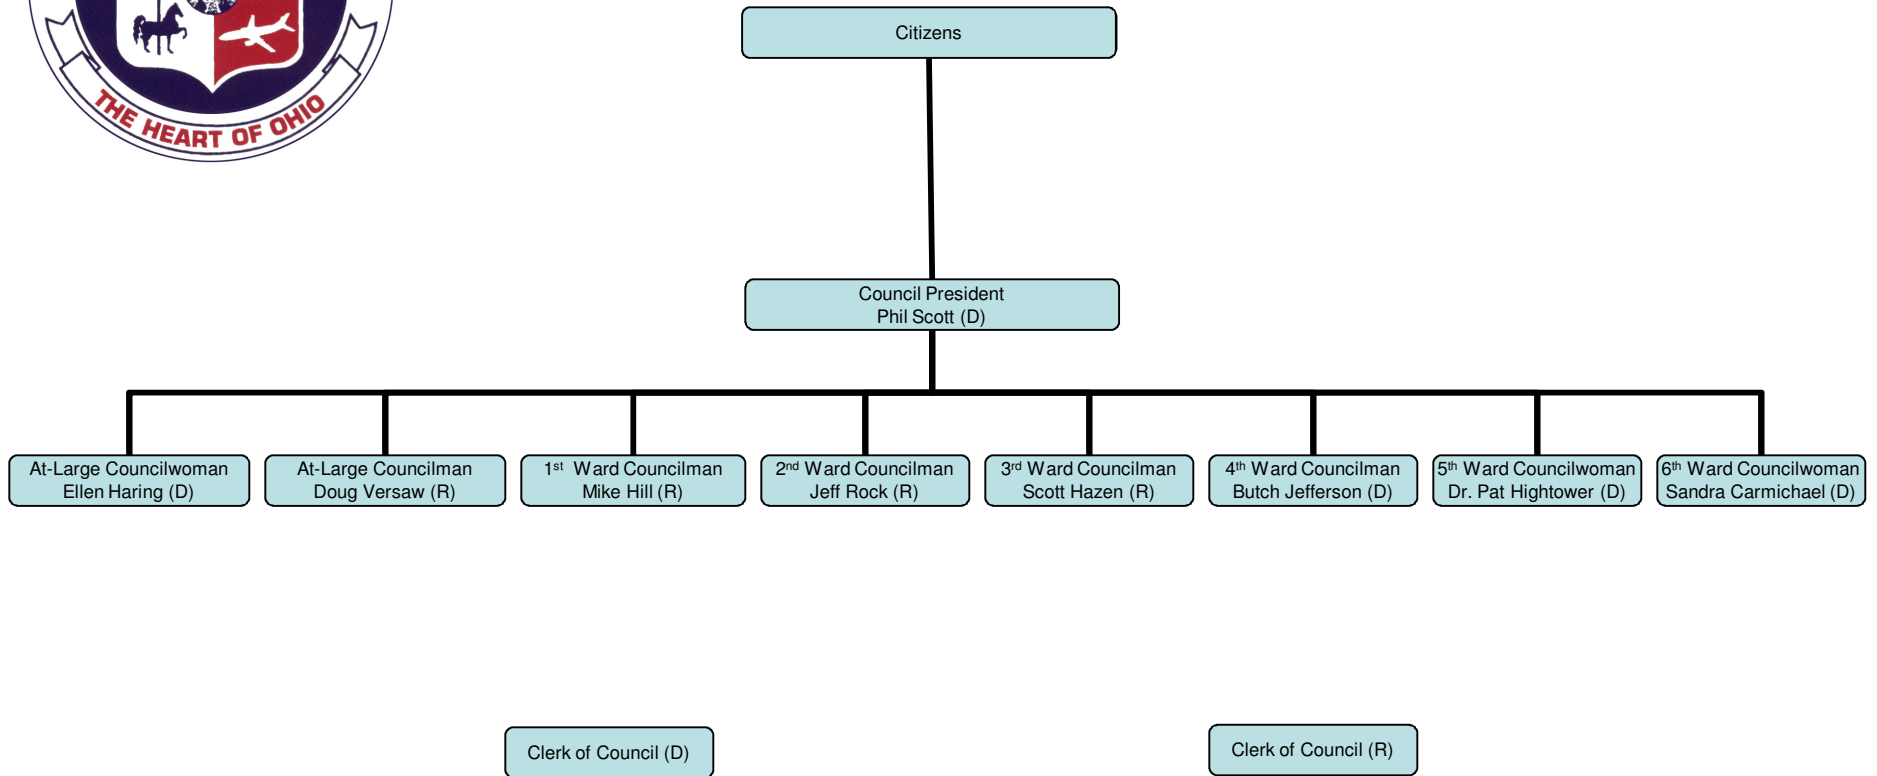 THE HEART OF OHIO
Citizens
Council President
Phil Scott (D)
At-Large Councilwoman
Ellen Haring (D)
At-Large Councilman
Doug Versaw (R)
1st Ward Councilman
Mike Hill (R)
2nd Ward Councilman
Jeff Rock (R)
3rd Ward Councilman
Scott Hazen (R)
4th Ward Councilman
Butch Jefferson (D)
5th Ward Councilwoman
Dr. Pat Hightower (D)
6th Ward Councilwoman
Sandra Carmichael (D)
Clerk of Council (D)
Clerk of Council (R)